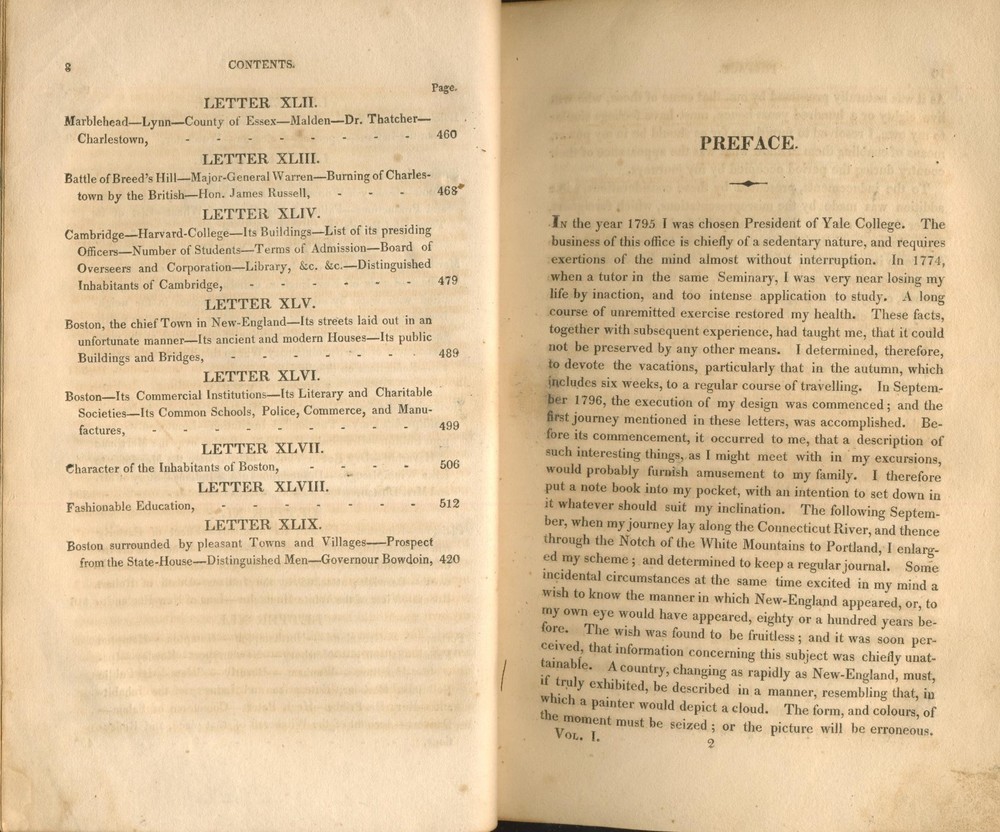 8 CONTENTS.
Page.
LETTER XLII.
Marblehead—Lynn—County of Essex—Malden—Dr. Thatcher—
Charlestown, - - - - - - - - 460
LETTER XLIII.
Battle of Breed's Hill—Major-General Warren—Burning of Charles-
town by the British—Hon. James Russell, - - - 468
LETTER XLIV.
Cambridge—Harvard-College—Its Buildings—List of its presiding
Officers—Number of Students—Terms of Admission—Board of
Overseers and Corporation—Library, &c. &c.—Distinguished
Inhabitants of Cambridge, - - - - - - 479
LETTER XLV.
Boston, the chief Town in New-England—Its streets laid out in an
unfortunate manner—Its ancient and modern Houses—Its public
Buildings and Bridges, - - - - - - - 489
LETTER XLVI.
Boston—Its Commercial Institutions—Its Literary and Charitable
Societies—Its Common Schools, Police, Commerce, and Manu-
factures, - - - - - - - - - 499
LETTER XLVII.
Character of the Inhabitants of Boston, - - - - 506
LETTER XLVIII.
Fashionable Education, - - - - - - - 512
LETTER XLIX.
Boston surrounded by pleasant Towns and Villages—Prospect
from the State-House—Distinguished Men—Governour Bowdoin, 420
PREFACE.
In the year 1795 I was chosen President of Yale College. The
business of this office is chiefly of a sedentary nature, and requires
exertions of the mind almost without interruption. In 1774,
when a tutor in the same Seminary, I was very near losing my
life by inaction, and too intense application to study. A long
course of unremitted exercise restored my health. These facts,
together with subsequent experience, had taught me, that it could
not be preserved by any other means. I determined, therefore,
to devote the vacations, particularly that in the autumn, which
includes six weeks, to a regular course of travelling. In Septem-
ber 1796, the execution of my design was commenced; and the
first journey mentioned in these letters, was accomplished. Be-
fore its commencement, it occurred to me, that a description of
such interesting things, as I might meet with in my excursions,
would probably furnish amusement to my family. I therefore
put a note book into my pocket, with an intention to set down in
it whatever should suit my inclination. The following Septem-
ber, when my journey lay along the Connecticut River, and thence
through the Notch of the White Mountains to Portland, I enlarg-
ed my scheme; and determined to keep a regular journal. Some
incidental circumstances at the same time excited in my mind a
wish to know the manner in which New-England appeared, or, to
my own eye would have appeared, eighty or a hundred years be-
fore. The wish was found to be fruitless; and it was soon per-
ceived, that information concerning this subject was chiefly unat-
tainable. A country, changing as rapidly as New-England, must,
if truly exhibited, be described in a manner, resembling that, in
which a painter would depict a cloud. The form, and colours, of
the moment must be seized; or the picture will be erroneous.
Vol. I. 2